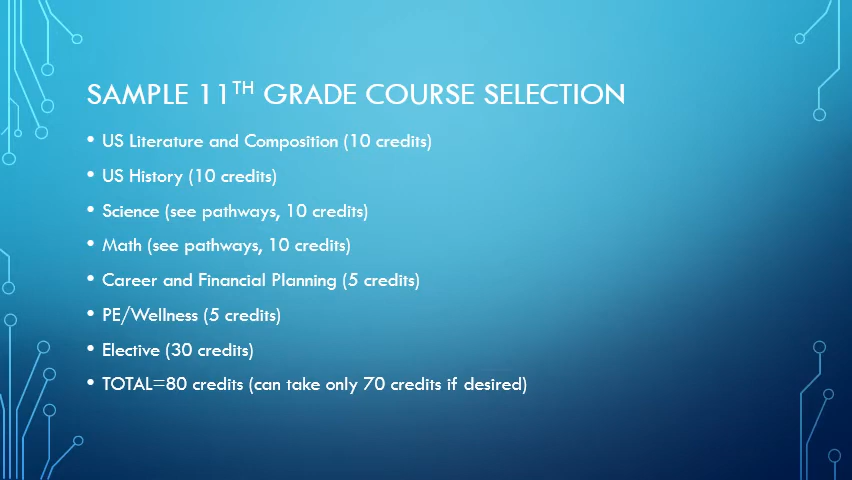 SAMPLE 11TH GRADE COURSE SELECTION
• US Literature and Composition (10 credits)
• US History (10 credits)
• Science (see pathways, 10 credits)
• Math (see pathways, 10 credits)
• Career and Financial Planning (5 credits)
• PE/Wellness (5 credits)
• Elective (30 credits)
• TOTAL=80 credits (can take only 70 credits if desired)